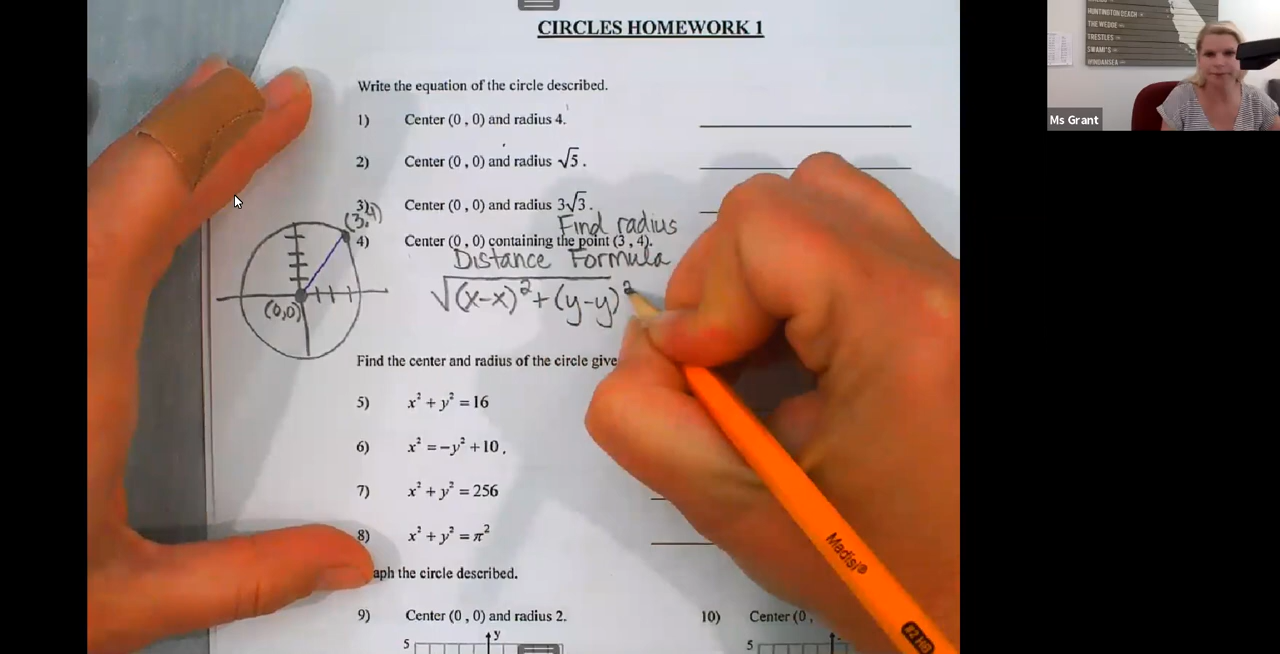 CIRCLES HOMEWORK 1
HUNTINGTON BEACH
THE WEDGE
TRESTLES
SWAMI'S
WINDANSEA
Ms Grant
Write the equation of the circle described.
1) Center (0 , 0) and radius 4.
2) Center (0 , 0) and radius √5 .
3) Center (0 , 0) and radius 3√3 .
(3,4)
Find radius
4) Center (0 , 0) containing the point (3 , 4).
Distance Formula
√(x-x)²+(y-y)²
(0,0)
Find the center and radius of the circle give
5) x² + y² = 16
6) x² = −y² + 10 .
7) x² + y² = 256
8) x² + y² = π²
aph the circle described.
Madisi®
9) Center (0 , 0) and radius 2.
10) Center (0 ,
#2 HB
5 y
5